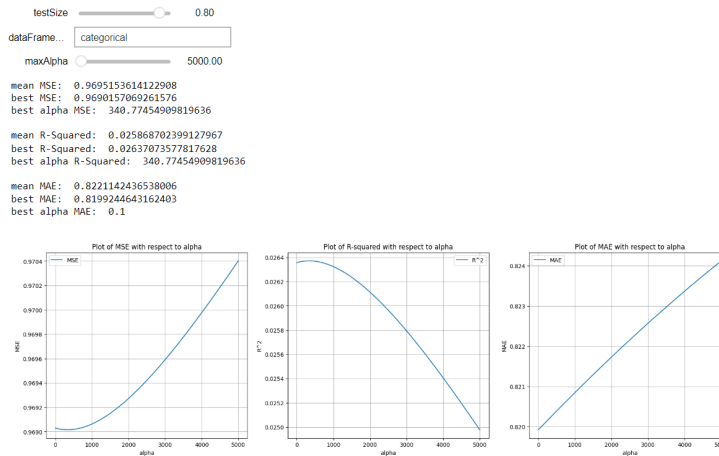 testSize 0.80
dataFrame... categorical
maxAlpha 5000.00
mean MSE: 0.9695153614122908
best MSE: 0.9690157069261576
best alpha MSE: 340.77454909819636
mean R-Squared: 0.025868702399127967
best R-Squared: 0.02637073577817628
best alpha R-Squared: 340.77454909819636
mean MAE: 0.8221142436538006
best MAE: 0.8199244643162403
best alpha MAE: 0.1
Plot of MSE with respect to alpha
MSE
0.9704
0.9702
0.9700
0.9698
0.9696
0.9694
0.9692
0.9690
MSE
0 1000 2000 3000 4000 5000
alpha
Plot of R-squared with respect to alpha
R^2
0.0264
0.0262
0.0260
0.0258
0.0256
0.0254
0.0252
0.0250
R^2
0 1000 2000 3000 4000 5000
alpha
Plot of MAE with respect to alpha
MAE
0.824
0.823
0.822
0.821
0.820
MAE
0 1000 2000 3000 4000
alpha